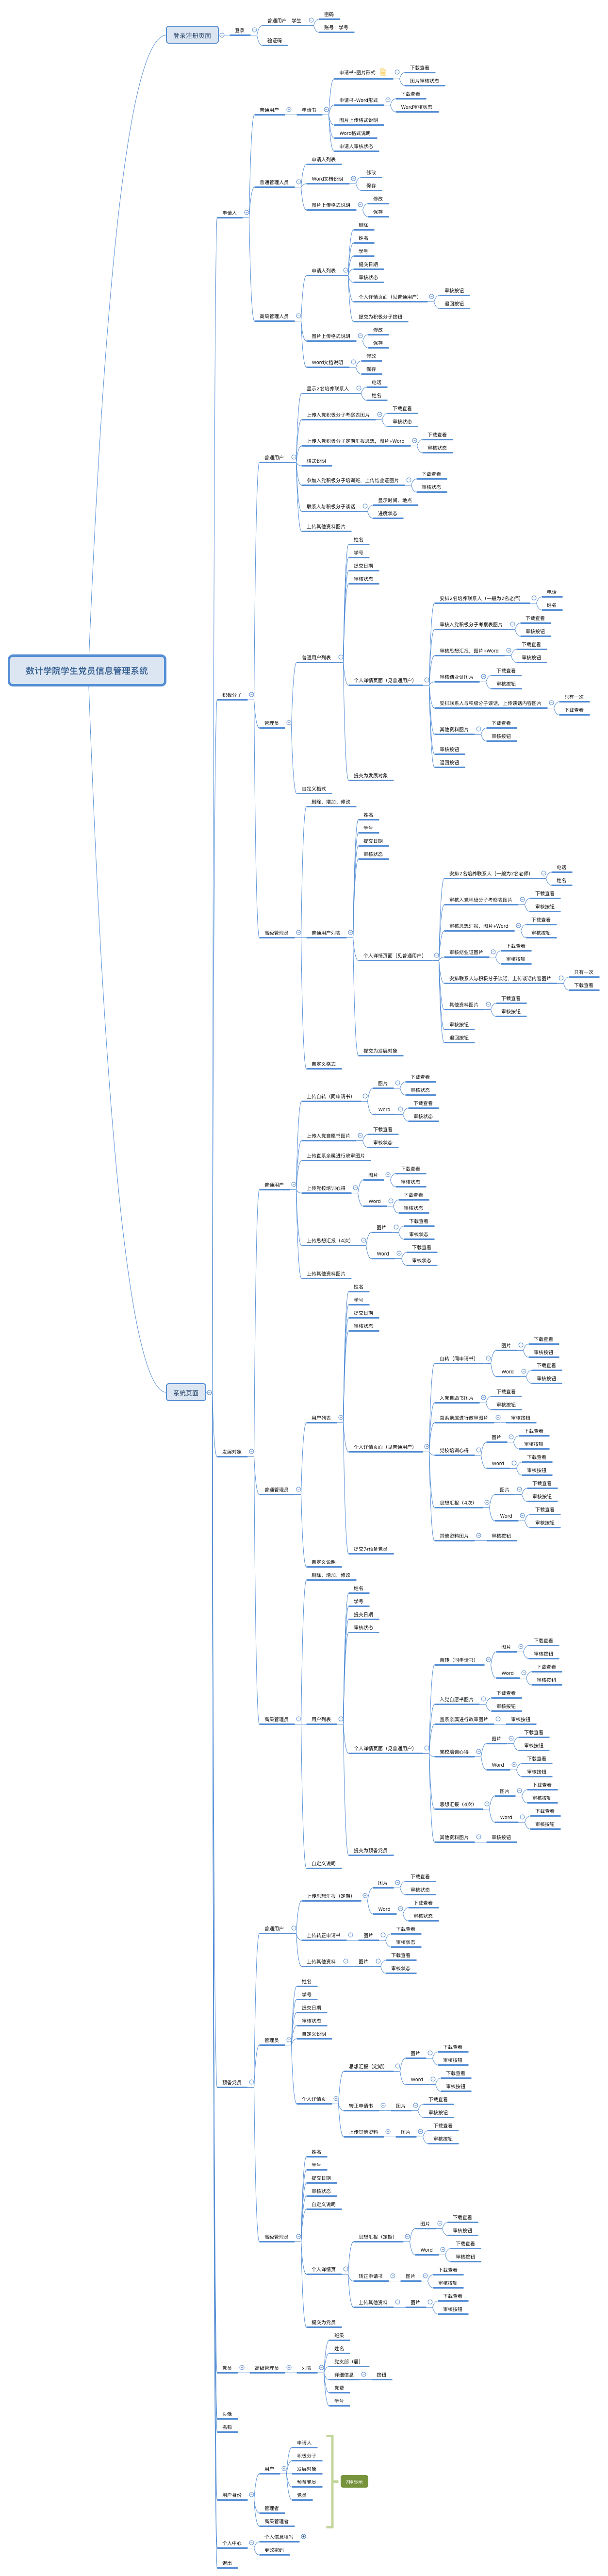 数计学院学生党员信息管理系统
登录注册页面
登录
普通用户：学生
密码
账号：学号
验证码
系统页面
申请人
普通用户
申请书
申请书-图片形式
下载查看
图片审核状态
申请书-Word形式
下载查看
Word审核状态
图片上传格式说明
Word格式说明
申请人审核状态
普通管理人员
申请人列表
Word文档说明
修改
保存
图片上传格式说明
修改
保存
高级管理人员
申请人列表
删除
姓名
学号
提交日期
审核状态
个人详情页面（见普通用户）
审核按钮
退回按钮
提交为积极分子按钮
图片上传格式说明
修改
保存
Word文档说明
修改
保存
积极分子
普通用户
显示2名培养联系人
电话
姓名
上传入党积极分子考察表图片
下载查看
审核状态
上传入党积极分子定期汇报思想，图片+Word
下载查看
审核状态
格式说明
参加入党积极分子培训班、上传结业证图片
下载查看
审核状态
联系人与积极分子谈话
显示时间、地点
进度状态
上传其他资料图片
管理员
普通用户列表
姓名
学号
提交日期
审核状态
个人详情页面（见普通用户）
安排2名培养联系人（一般为2名老师）
电话
姓名
审核入党积极分子考察表图片
下载查看
审核按钮
审核思想汇报，图片+Word
下载查看
审核按钮
审核结业证图片
下载查看
审核按钮
安排联系人与积极分子谈话、上传谈话内容图片
只有一次
下载查看
其他资料图片
下载查看
审核按钮
审核按钮
退回按钮
提交为发展对象
自定义格式
高级管理员
删除、增加、修改
普通用户列表
姓名
学号
提交日期
审核状态
个人详情页面（见普通用户）
安排2名培养联系人（一般为2名老师）
电话
姓名
审核入党积极分子考察表图片
下载查看
审核按钮
审核思想汇报，图片+Word
下载查看
审核按钮
审核结业证图片
下载查看
审核按钮
安排联系人与积极分子谈话、上传谈话内容图片
只有一次
下载查看
其他资料图片
下载查看
审核按钮
审核按钮
退回按钮
提交为发展对象
自定义格式
发展对象
普通用户
上传自转（同申请书）
图片
下载查看
审核状态
Word
下载查看
审核状态
上传入党自愿书图片
下载查看
审核状态
上传直系亲属进行政审图片
上传党校培训心得
图片
下载查看
审核状态
Word
下载查看
审核状态
上传思想汇报（4次）
图片
下载查看
审核状态
Word
下载查看
审核状态
上传其他资料图片
普通管理员
用户列表
姓名
学号
提交日期
审核状态
个人详情页面（见普通用户）
自转（同申请书）
图片
下载查看
审核按钮
Word
下载查看
审核按钮
入党自愿书图片
下载查看
审核按钮
直系亲属进行政审图片
审核按钮
党校培训心得
图片
下载查看
审核按钮
Word
下载查看
审核按钮
思想汇报（4次）
图片
下载查看
审核按钮
Word
下载查看
审核按钮
其他资料图片
审核按钮
提交为预备党员
自定义说明
高级管理员
删除、增加、修改
用户列表
姓名
学号
提交日期
审核状态
个人详情页面（见普通用户）
自转（同申请书）
图片
下载查看
审核按钮
Word
下载查看
审核按钮
入党自愿书图片
下载查看
审核按钮
直系亲属进行政审图片
审核按钮
党校培训心得
图片
下载查看
审核按钮
Word
下载查看
审核按钮
思想汇报（4次）
图片
下载查看
审核按钮
Word
下载查看
审核按钮
其他资料图片
审核按钮
提交为预备党员
自定义说明
预备党员
普通用户
上传思想汇报（定期）
图片
下载查看
审核状态
Word
下载查看
审核状态
上传转正申请书
图片
下载查看
审核状态
上传其他资料
图片
下载查看
审核状态
管理员
姓名
学号
提交日期
审核状态
自定义说明
个人详情页
思想汇报（定期）
图片
下载查看
审核按钮
Word
下载查看
审核按钮
转正申请书
图片
下载查看
审核按钮
上传其他资料
图片
下载查看
审核按钮
高级管理员
姓名
学号
提交日期
审核状态
自定义说明
个人详情页
思想汇报（定期）
图片
下载查看
审核按钮
Word
下载查看
审核按钮
转正申请书
图片
下载查看
审核按钮
上传其他资料
图片
下载查看
审核按钮
提交为党员
党员
高级管理员
列表
班级
姓名
党支部（届）
详细信息
按钮
党费
学号
头像
名称
用户身份
用户
申请人
积极分子
发展对象
预备党员
党员
管理者
高级管理者
7种显示
个人中心
个人信息填写
更改密码
退出